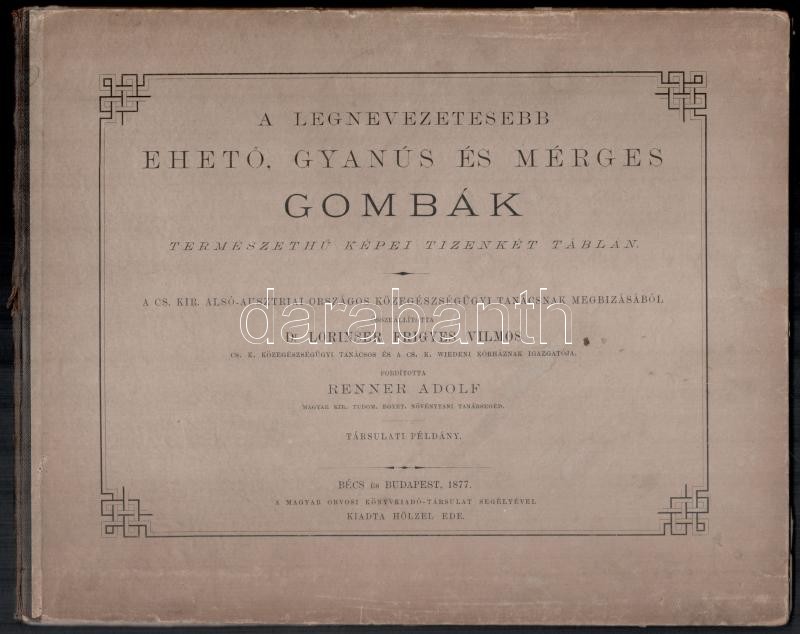 A LEGNEVEZETESEBB
EHETŐ, GYANÚS ÉS MÉRGES
GOMBÁK
TERMÉSZETHŰ KÉPEI TIZENKÉT TÁBLÁN.
A CS. KIR. ALSÓ-AUSZTRIAI ORSZÁGOS KÖZEGÉSZSÉGÜGYI TANÁCSNAK MEGBIZÁSÁBÓL
ÖSSZEÁLLÍTOTTA
Dr. LORINSER FRIGYES VILMOS
CS. K. KÖZEGÉSZSÉGÜGYI TANÁCSOS ÉS A CS. K. WIEDENI KÓRHÁZNAK IGAZGATÓJA.
darabanth
FORDÍTOTTA
RENNER ADOLF
MAGYAR KIR. TUDOM. EGYET. NÖVÉNYTANI TANÁRSEGÉD.
TÁRSULATI PÉLDÁNY.
BÉCS ÉS BUDAPEST, 1877.
A MAGYAR ORVOSI KÖNYVKIADÓ-TÁRSULAT SEGÉLYÉVEL
KIADTA HÖLZEL EDE.